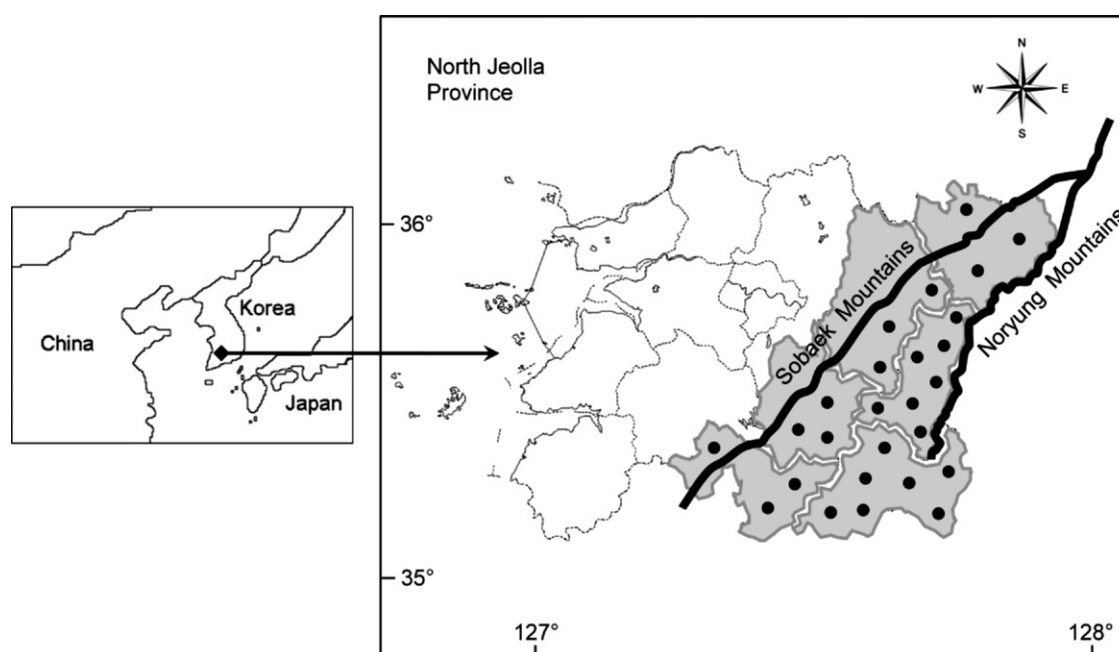 North Jeolla
Province
N
W
E
S
36°
Sobaek Mountains
Noryung Mountains
Korea
China
Japan
35°
127°
128°